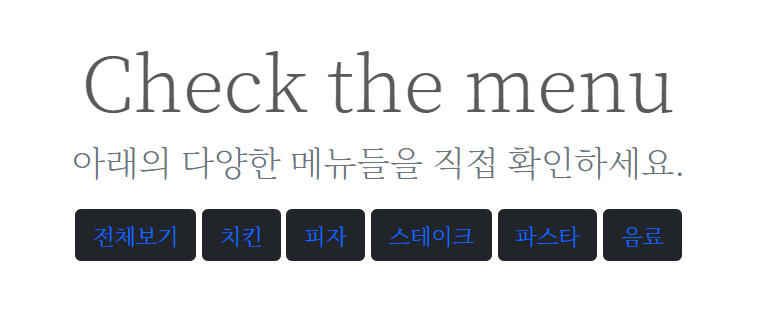 Check the menu
아래의 다양한 메뉴들을 직접 확인하세요.
전체보기 치킨 피자 스테이크 파스타 음료